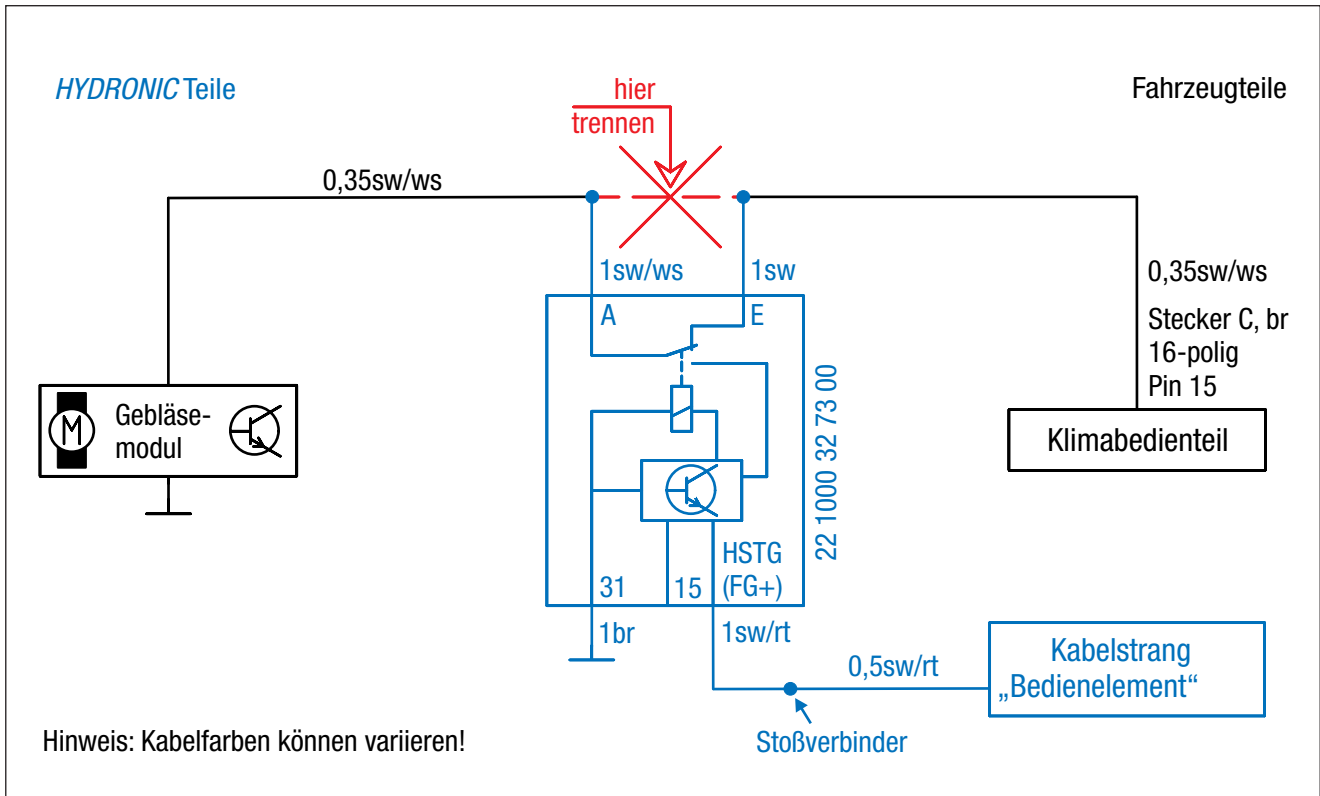 HYDRONIC Teile
hier
trennen
Fahrzeugteile
0,35sw/ws
1sw/ws
1sw
0,35sw/ws
Stecker C, br
16-polig
Pin 15
A
E
M
Gebläse-
modul
Klimabedienteil
22 1000 32 73 00
HSTG
(FG+)
31
15
1br
1sw/rt
0,5sw/rt
Kabelstrang
„Bedienelement“
Stoßverbinder
Hinweis: Kabelfarben können variieren!